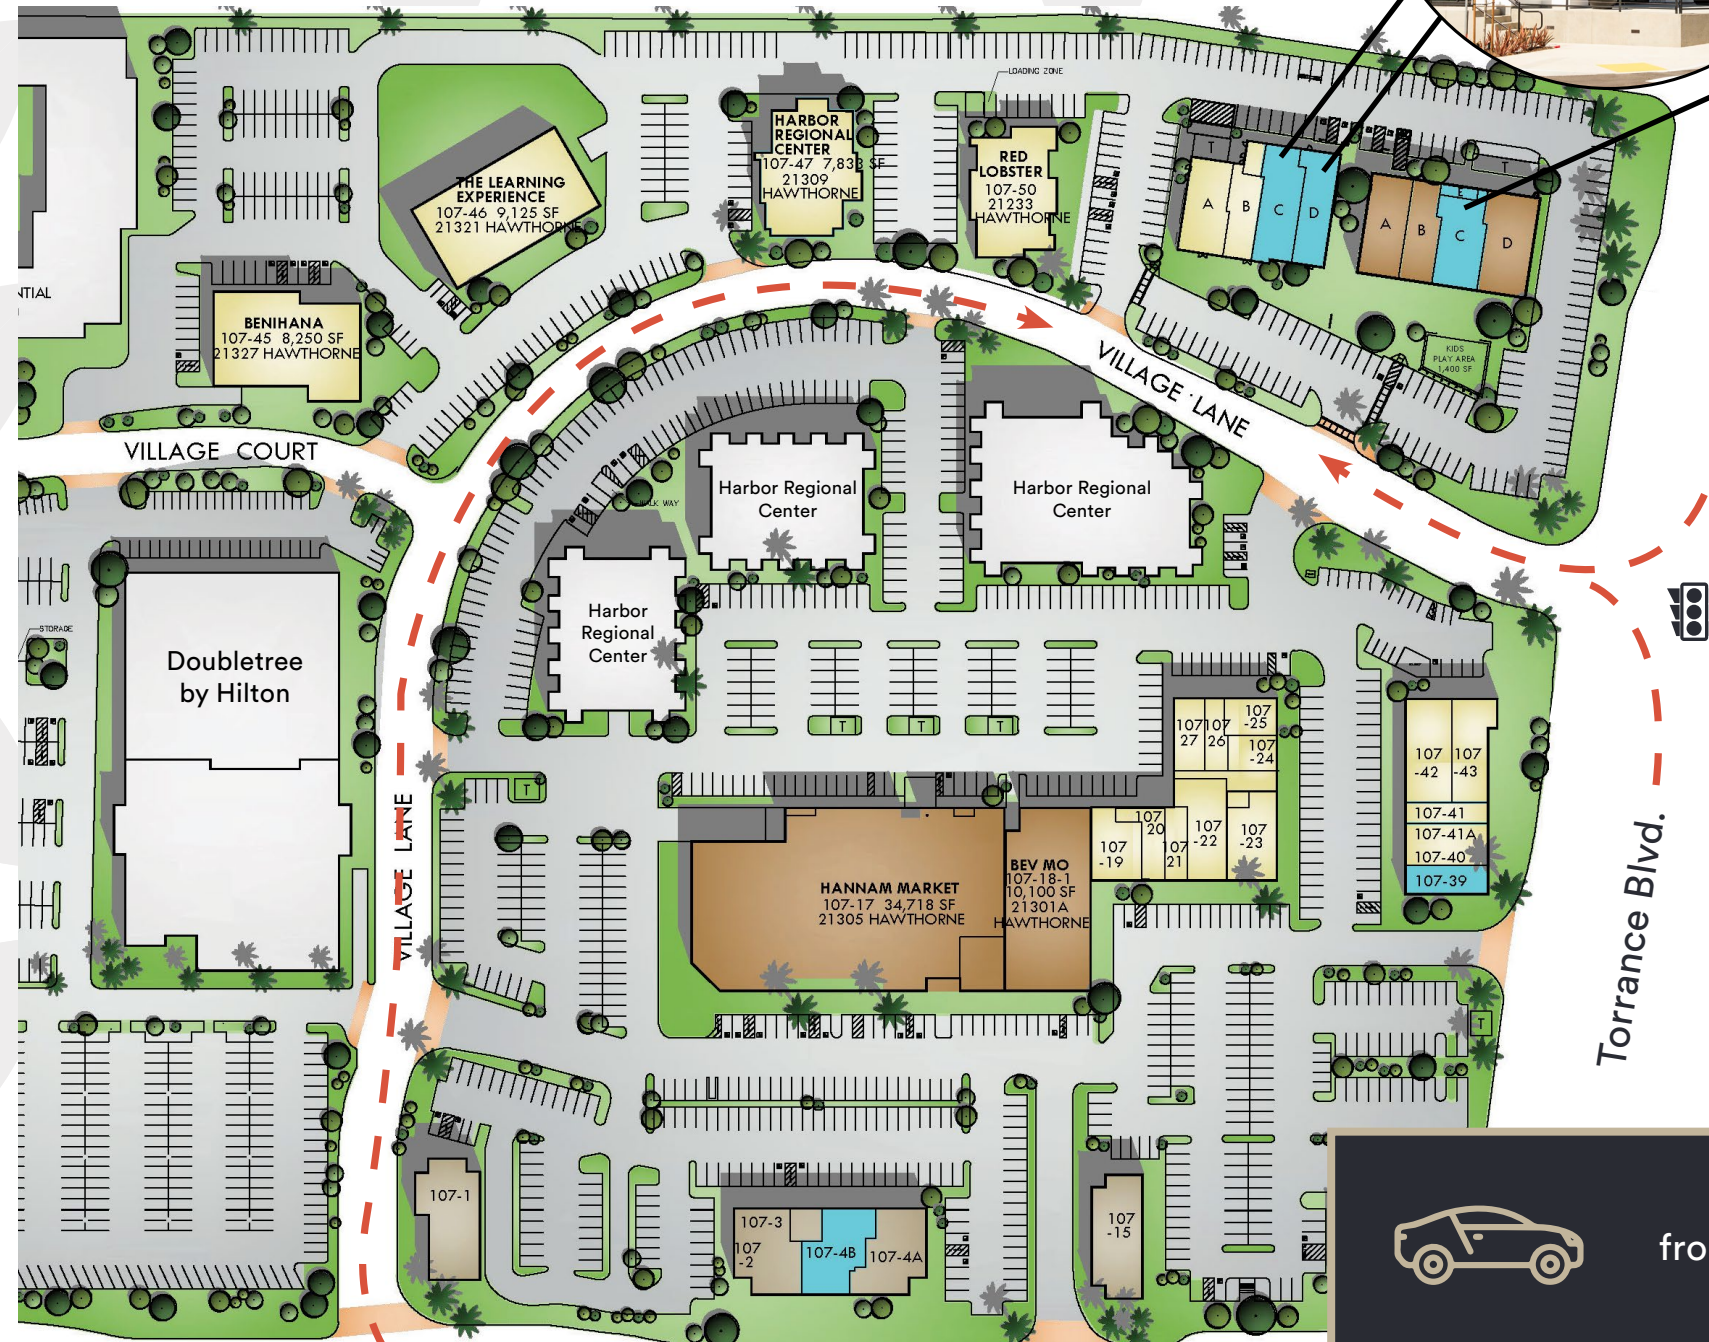 LOADING ZONE
HARBOR
REGIONAL
CENTER
107-47 7,833 SF
21309
HAWTHORNE
RED
LOBSTER
107-50
21233
HAWTHORNE
THE LEARNING
EXPERIENCE
107-46 9,125 SF
21321 HAWTHORNE
T
A
B
C
D
T
E
A
B
C
D
NTIAL
BENIHANA
107-45 8,250 SF
21327 HAWTHORNE
KIDS
PLAY AREA
1,400 SF
VILLAGE LANE
VILLAGE COURT
Harbor Regional
Center
Harbor Regional
Center
WALK WAY
Harbor
Regional
Center
STORAGE
Doubletree
by Hilton
T
T
T
T
107
27
107
26
107
-25
107
-24
107
-42
107
-43
107-41
107-41A
107-40
107-39
107
-19
107
20
107
21
107
-22
107
-23
HANNAM MARKET
107-17 34,718 SF
21305 HAWTHORNE
BEV MO
107-18-1
10,100 SF
21301A
HAWTHORNE
VILLAGE LANE
Torrance Blvd.
T
107-1
107-3
107
-2
107-4B
107-4A
107
-15
fro